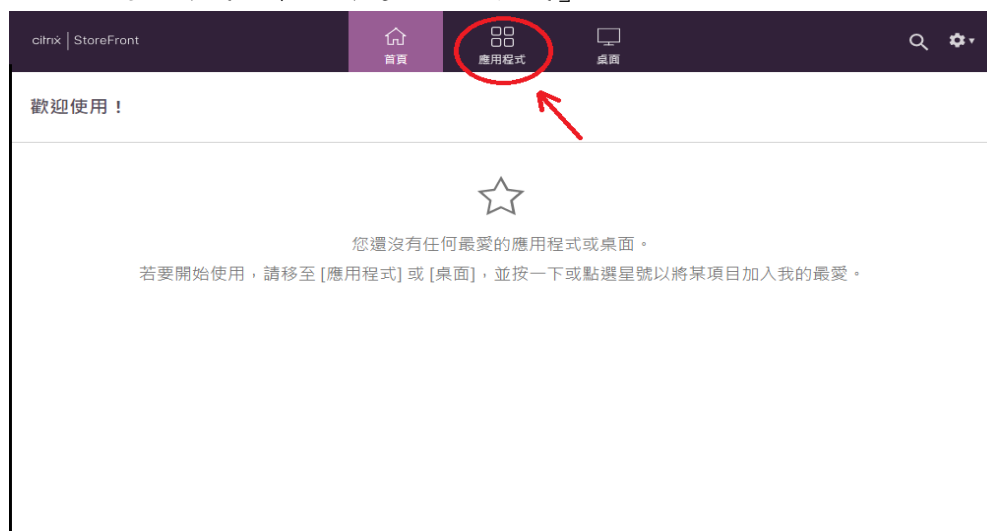 citrix | StoreFront
首頁
應用程式
桌面
歡迎使用！
您還沒有任何最愛的應用程式或桌面。
若要開始使用，請移至 [應用程式] 或 [桌面]，並按一下或點選星號以將某項目加入我的最愛。